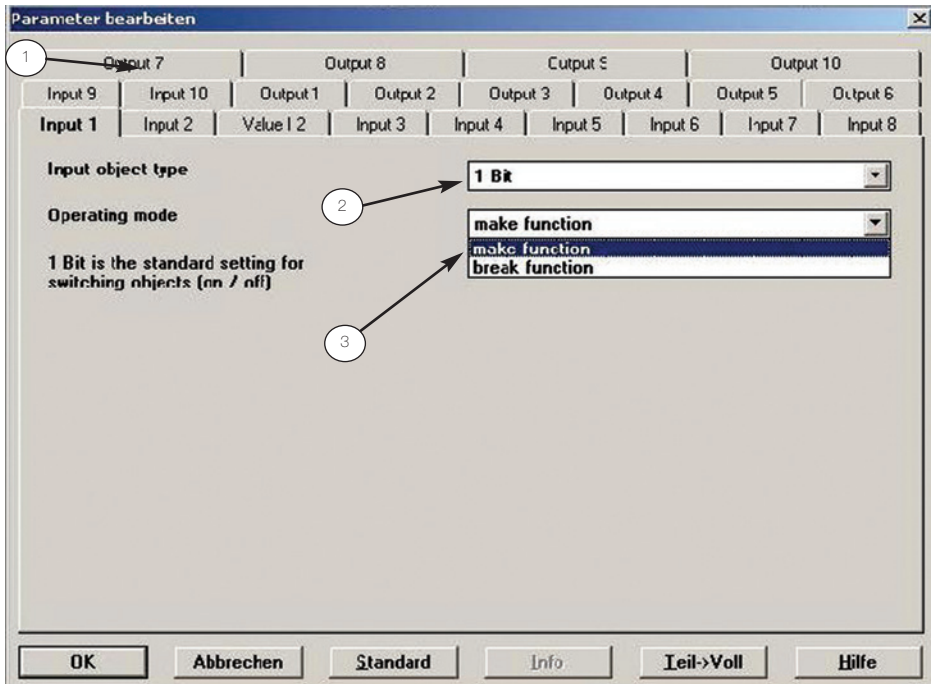 Parameter bearbeiten
1
Output 7 Output 8 Output 10
Input 9 Input 10 Output 1 Output 2 Output 3 Output 4 Output 5 Output 6
Input 1 Input 2 Value I 2 Input 3 Input 4 Input 5 Input 6 Input 7 Input 8
Input object type 1 Bit
2
Operating mode make function
make function
1 Bit is the standard setting for break function
switching objects (on / off)
3
OK Abbrechen Standard Info Teil->Voll Hilfe